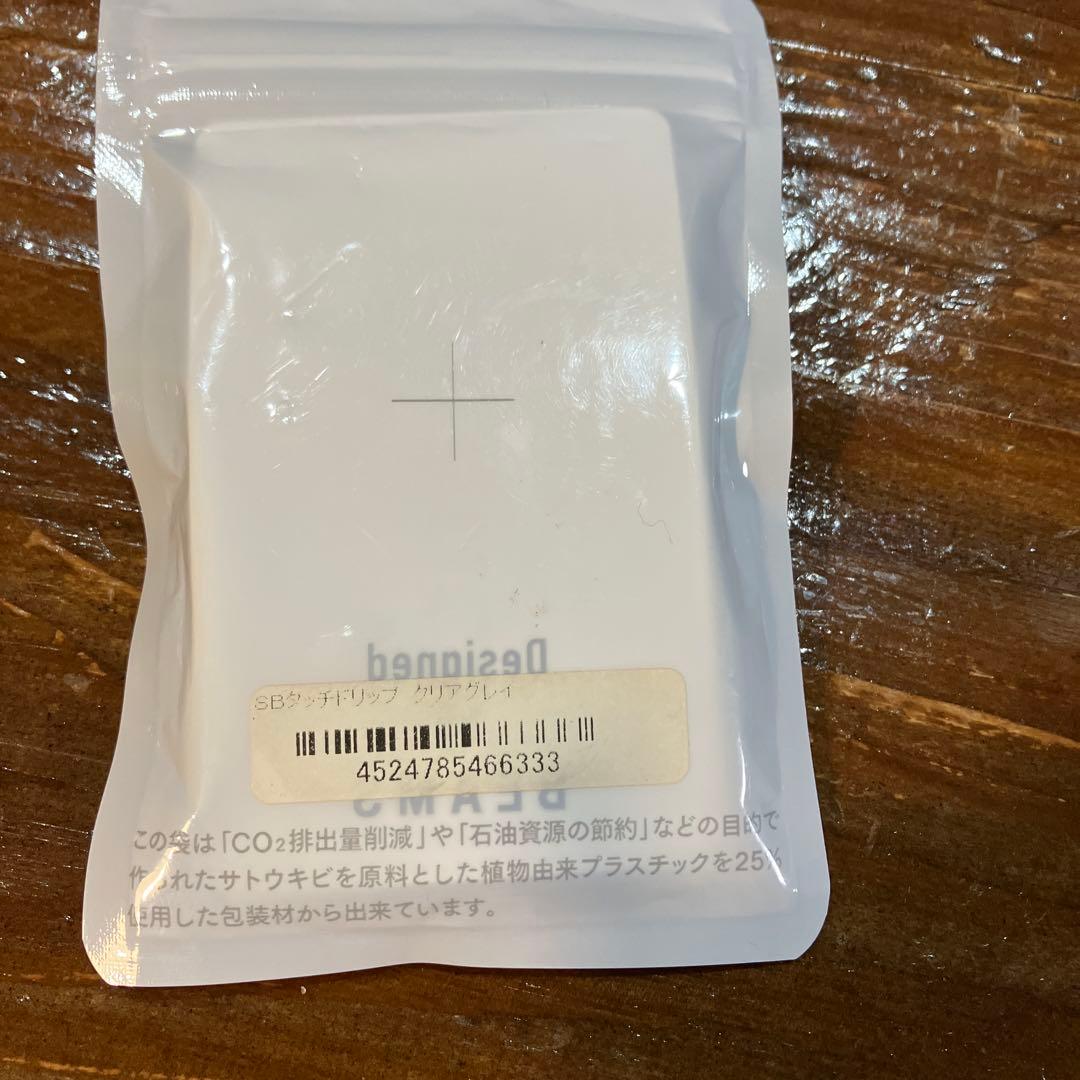 Designed
SBタッチドリップ クリアグレイ
4524785466333
BEAMS
この袋は「CO₂排出量削減」や「石油資源の節約」などの目的で
作られたサトウキビを原料とした植物由来プラスチックを25%
使用した包装材から出来ています。